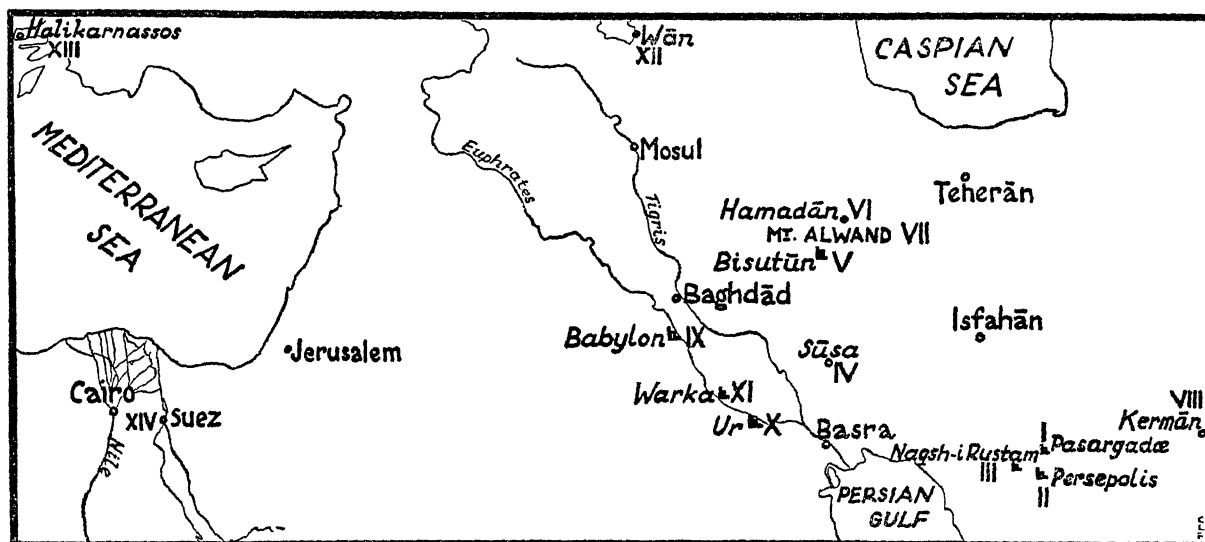 Halikarnassos
XIII
Wān
XII
CASPIAN
SEA
MEDITERRANEAN
SEA
Euphrates
Mosul
Tigris
Teherān
Hamadān VI
MT. ALWAND VII
Bisutūn V
Baghdād
Isfahān
Babylon IX
Jerusalem
Sūsa
IV
Warka XI
Cairo
XIV Suez
Nile
Ur X
Basra
VIII
Kermān
I
Pasargadæ
Naqsh-i Rustam
III
Persepolis
II
PERSIAN
GULF